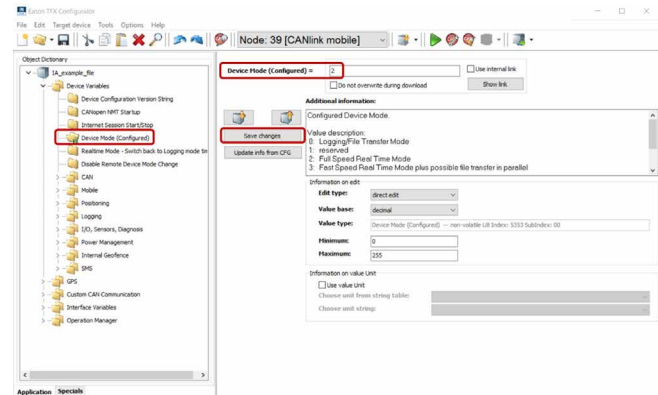 Eaton TTX Configurator
File Edit Target device Tools Options Help
Node: 39 [CANlink mobile]
Object Dictionary
IA_example_file
Device Variables
Device Configuration Version String
CANopen NMT Startup
Internet Session Start/Stop
Device Mode (Configured)
Realtime Mode - Switch back to Logging mode tim
Disable Remote Device Mode Change
CAN
Mobile
Positioning
Logging
I/O, Sensors, Diagnosis
Power Management
Internal Geofence
SMS
GPS
Custom CAN Communication
Interface Variables
Operation Manager
Application Specials
Device Mode (Configured) = 2
Use internal link
Do not overwrite during download
Show link
Save changes
Update info from CFG
Additional information:
Configured Device Mode.
Value description:
0: Logging/File Transfer Mode
1: reserved
2: Full Speed Real Time Mode
3: Fast Speed Real Time Mode plus possible file transfer in parallel
Information on edit
Edit type: direct edit
Value base: decimal
Value type: Device Mode (Configured) -- non-volatile U8 Index: 5353 SubIndex: 00
Minimum: 0
Maximum: 255
Information on value Unit
Use value Unit
Choose unit from string table:
Choose unit string: